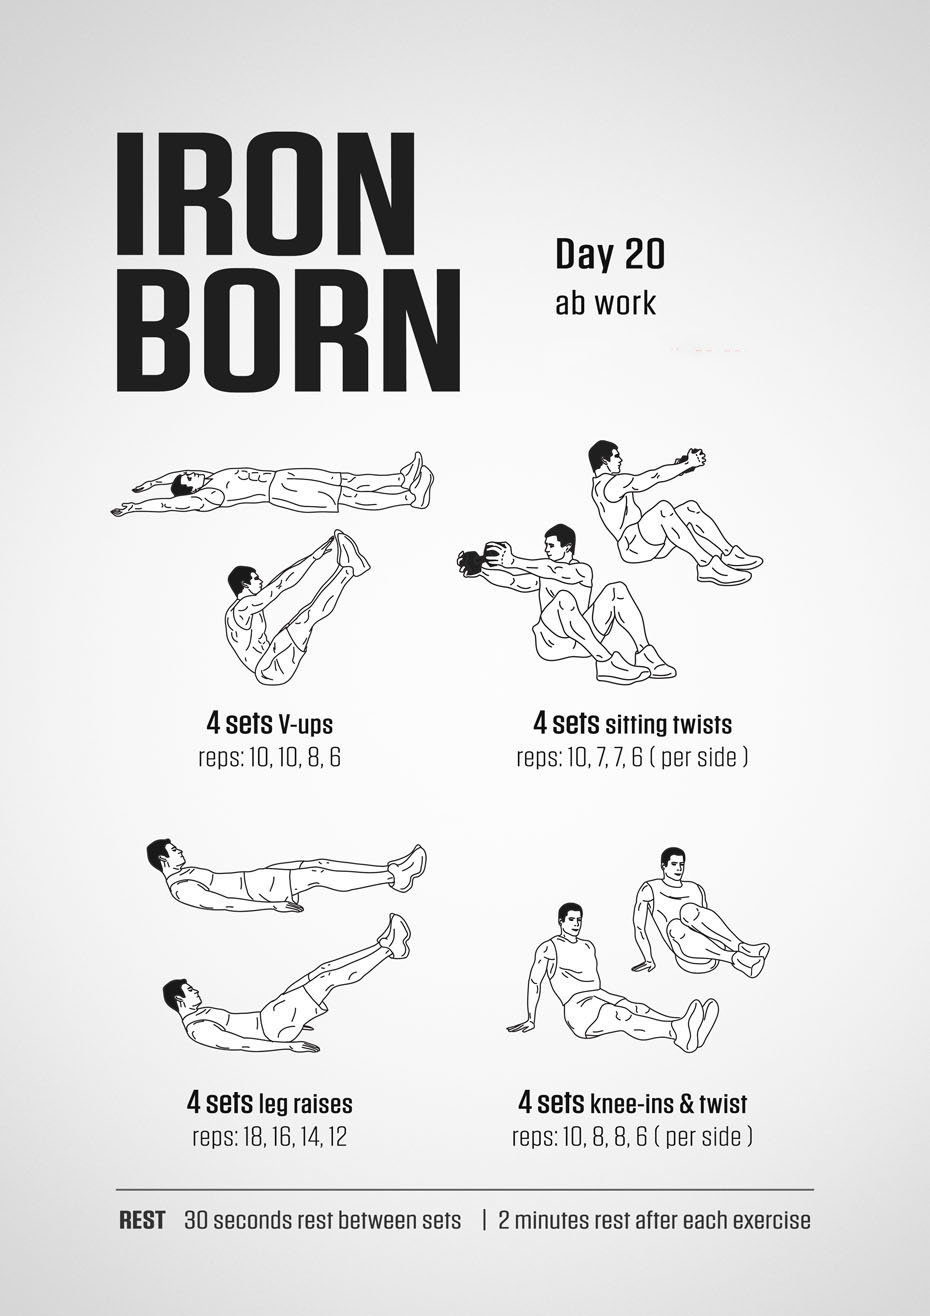 IRON
BORN
Day 20
ab work
4 sets V-ups
reps: 10, 10, 8, 6
4 sets sitting twists
reps: 10, 7, 7, 6 ( per side )
4 sets leg raises
reps: 18, 16, 14, 12
4 sets knee-ins & twist
reps: 10, 8, 8, 6 ( per side )
REST 30 seconds rest between sets | 2 minutes rest after each exercise